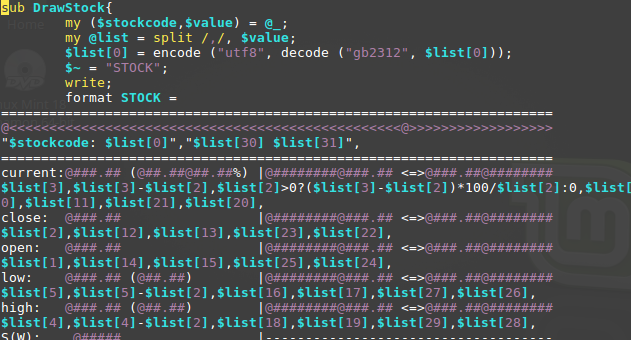 sub DrawStock{
        my ($stockcode,$value) = @_;
        my @list = split /,/, $value;
        $list[0] = encode ("utf8", decode ("gb2312", $list[0]));
        $~ = "STOCK";
        write;
        format STOCK =
=====================================================================
@<<<<<<<<<<<<<<<<<<<<<<<<<<<<<<<<<<<<<<<<<<<<<<<<<@>>>>>>>>>>>>>>>>>>
"$stockcode: $list[0]","$list[30] $list[31]",
=====================================================================
current:@###.## (@##.##@##.##%) |@########@###.## <=>@###.##@########
$list[3],$list[3]-$list[2],$list[2]>0?($list[3]-$list[2])*100/$list[2]:0,$list[
0],$list[11],$list[21],$list[20],
close:  @###.##                 |@########@###.## <=>@###.##@########
$list[2],$list[12],$list[13],$list[23],$list[22],
open:   @###.##                 |@########@###.## <=>@###.##@########
$list[1],$list[14],$list[15],$list[25],$list[24],
low:    @###.## (@##.##)        |@########@###.## <=>@###.##@########
$list[5],$list[5]-$list[2],$list[16],$list[17],$list[27],$list[26],
high:   @###.## (@##.##)        |@########@###.## <=>@###.##@########
$list[4],$list[4]-$list[2],$list[18],$list[19],$list[29],$list[28],
S(W):    @#####                 |------------------------------------